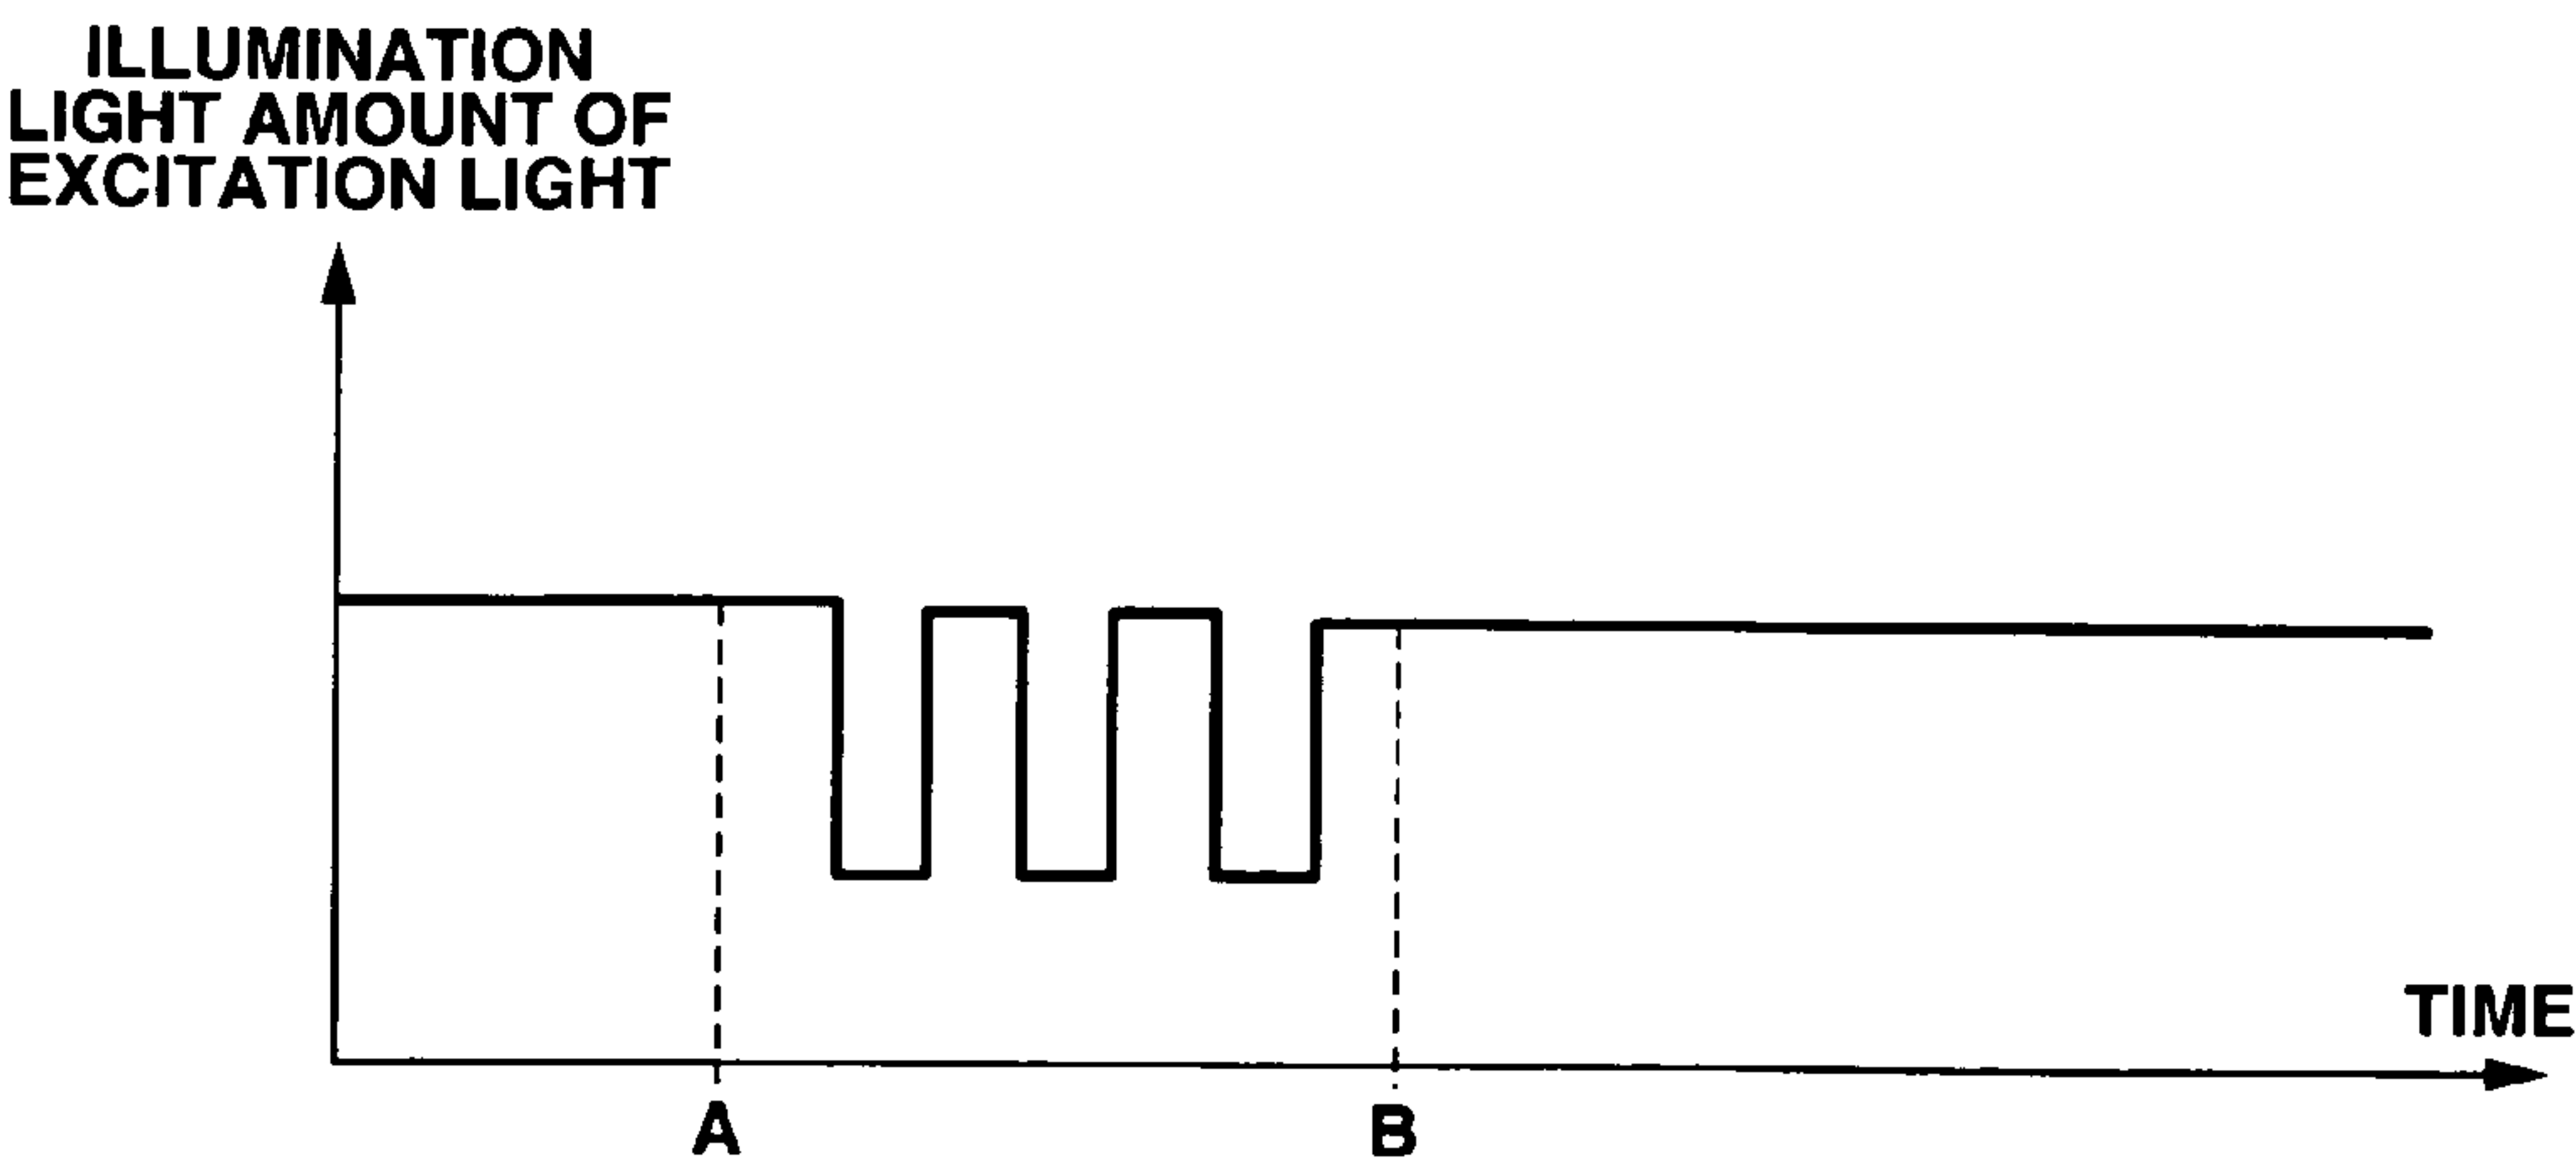 ILLUMINATION
LIGHT AMOUNT OF
EXCITATION LIGHT
TIME
A
B